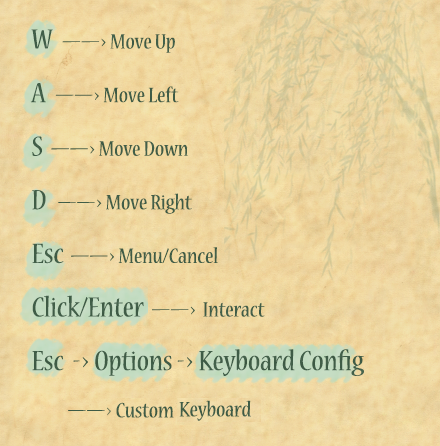 W ——› Move Up
A ——› Move Left
S ——› Move Down
D ——› Move Right
Esc ——› Menu/Cancel
Click/Enter ——› Interact
Esc -› Options -› Keyboard Config
——› Custom Keyboard